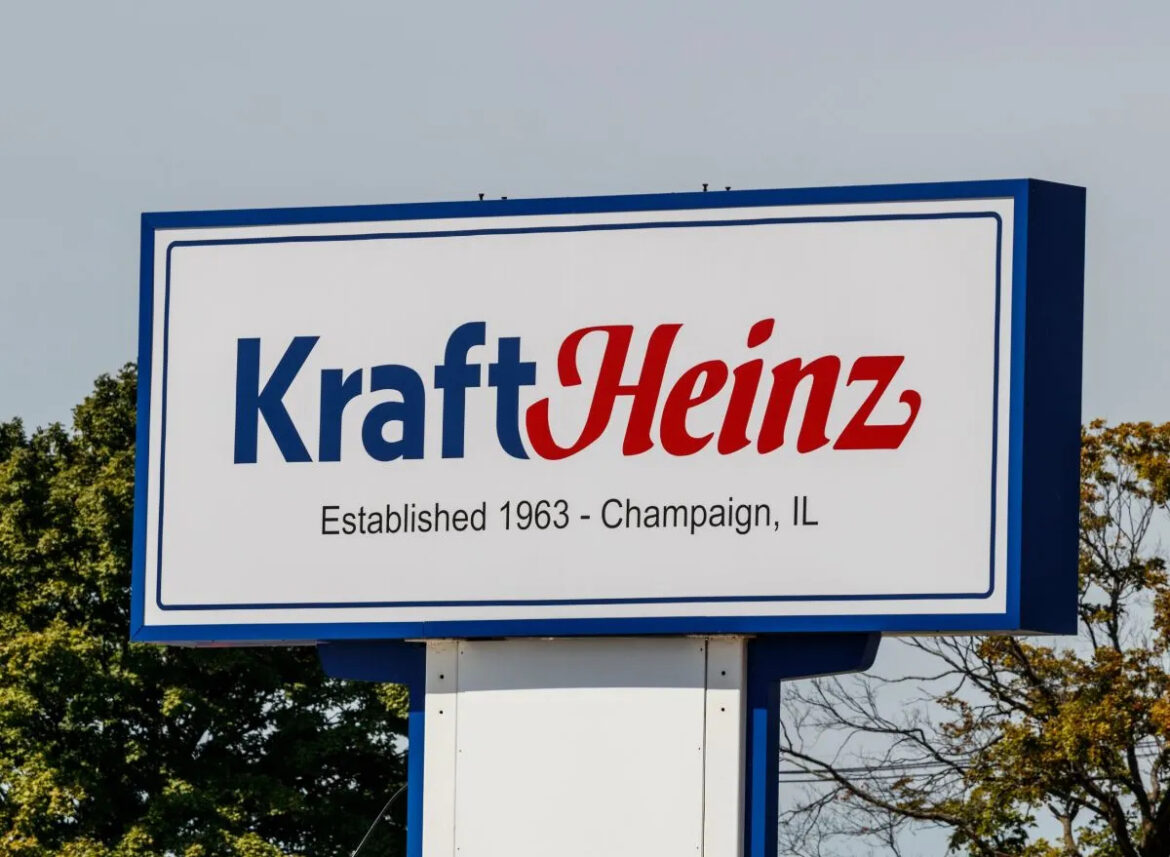 KraftHeinz
Established 1963 - Champaign, IL